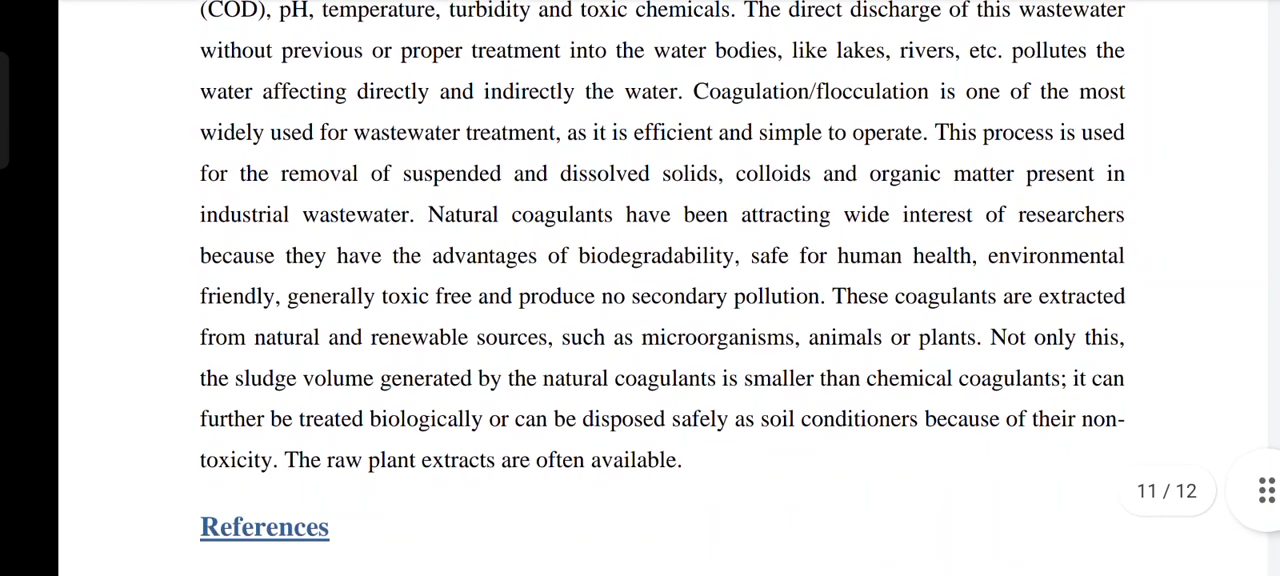 (COD), pH, temperature, turbidity and toxic chemicals. The direct discharge of this wastewater
without previous or proper treatment into the water bodies, like lakes, rivers, etc. pollutes the
water affecting directly and indirectly the water. Coagulation/flocculation is one of the most
widely used for wastewater treatment, as it is efficient and simple to operate. This process is used
for the removal of suspended and dissolved solids, colloids and organic matter present in
industrial wastewater. Natural coagulants have been attracting wide interest of researchers
because they have the advantages of biodegradability, safe for human health, environmental
friendly, generally toxic free and produce no secondary pollution. These coagulants are extracted
from natural and renewable sources, such as microorganisms, animals or plants. Not only this,
the sludge volume generated by the natural coagulants is smaller than chemical coagulants; it can
further be treated biologically or can be disposed safely as soil conditioners because of their non-
toxicity. The raw plant extracts are often available.
11 / 12
References